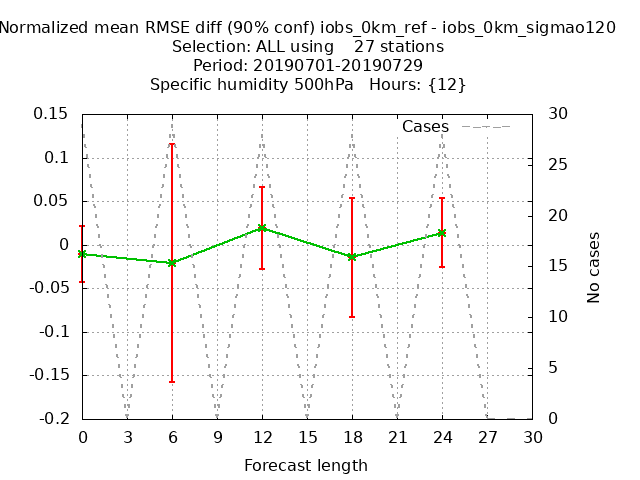 Normalized mean RMSE diff (90% conf) iobs_0km_ref - iobs_0km_sigmao120
Selection: ALL using    27 stations
Period: 20190701-20190729
Specific humidity 500hPa   Hours: {12}
Cases
0.15
0.1
0.05
0
-0.05
-0.1
-0.15
-0.2
30
25
20
15
10
5
0
No cases
0 3 6 9 12 15 18 21 24 27 30
Forecast length